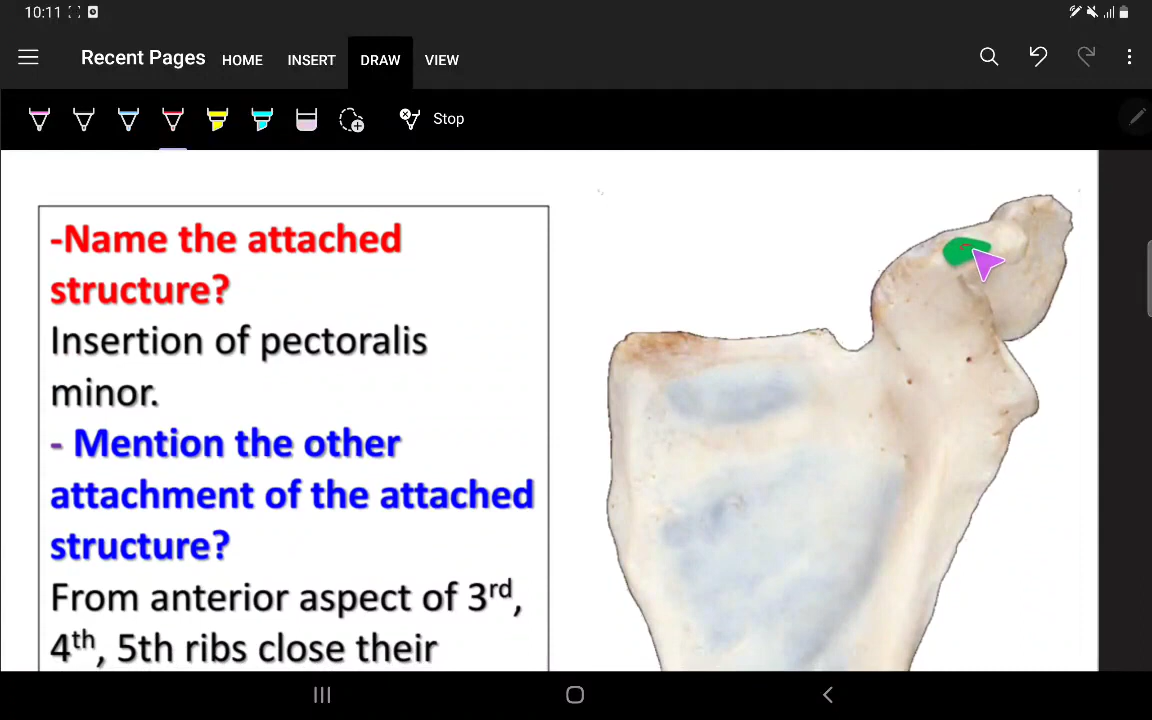 10:11
Recent Pages HOME INSERT DRAW VIEW
Stop
-Name the attached
structure?
Insertion of pectoralis
minor.
- Mention the other
attachment of the attached
structure?
From anterior aspect of 3rd,
4th, 5th ribs close their